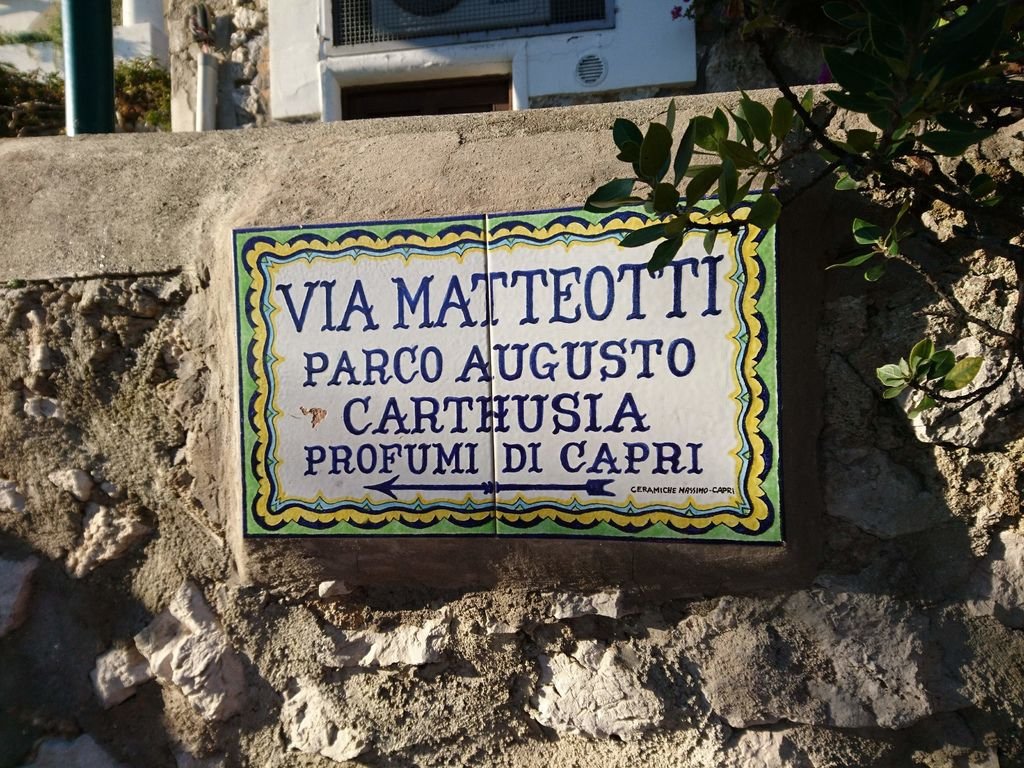 VIA MATTEOTTI
PARCO AUGUSTO
CARTHUSIA
PROFUMI DI CAPRI
CERAMICHE MASSIMO-CAPRI